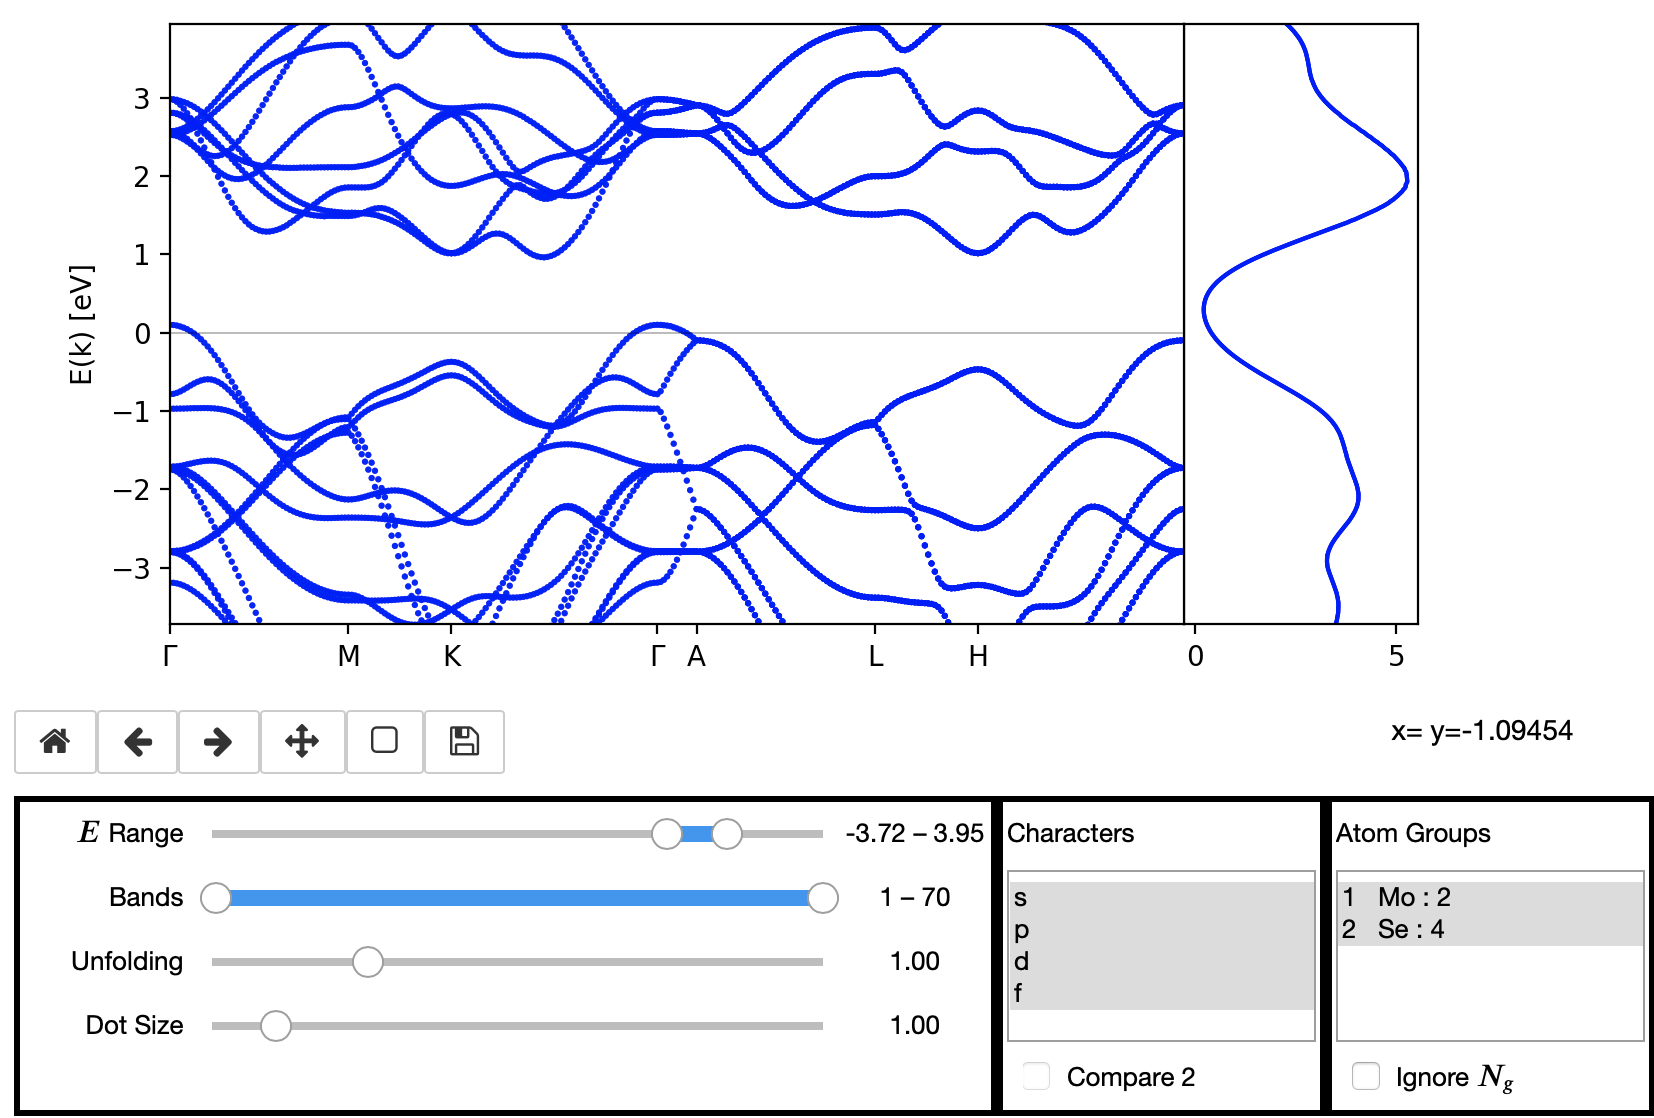 E(k) [eV]
3
2
1
0
−1
−2
−3
Γ M K Γ A L H 0 5
x= y=-1.09454
E Range -3.72 – 3.95
Bands 1 – 70
Unfolding 1.00
Dot Size 1.00
Characters
s
p
d
f
Compare 2
Atom Groups
1 Mo : 2
2 Se : 4
Ignore Ng